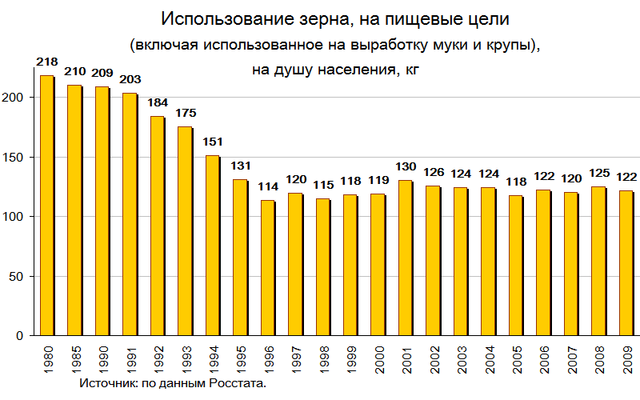 Использование зерна, на пищевые цели
(включая использованное на выработку муки и крупы),
на душу населения, кг
218 210 209 203 184 175 151 131 114 120 115 118 119 130 126 124 124 118 122 120 125 122
200
150
100
50
0
1980 1985 1990 1991 1992 1993 1994 1995 1996 1997 1998 1999 2000 2001 2002 2003 2004 2005 2006 2007 2008 2009
Источник: по данным Росстата.